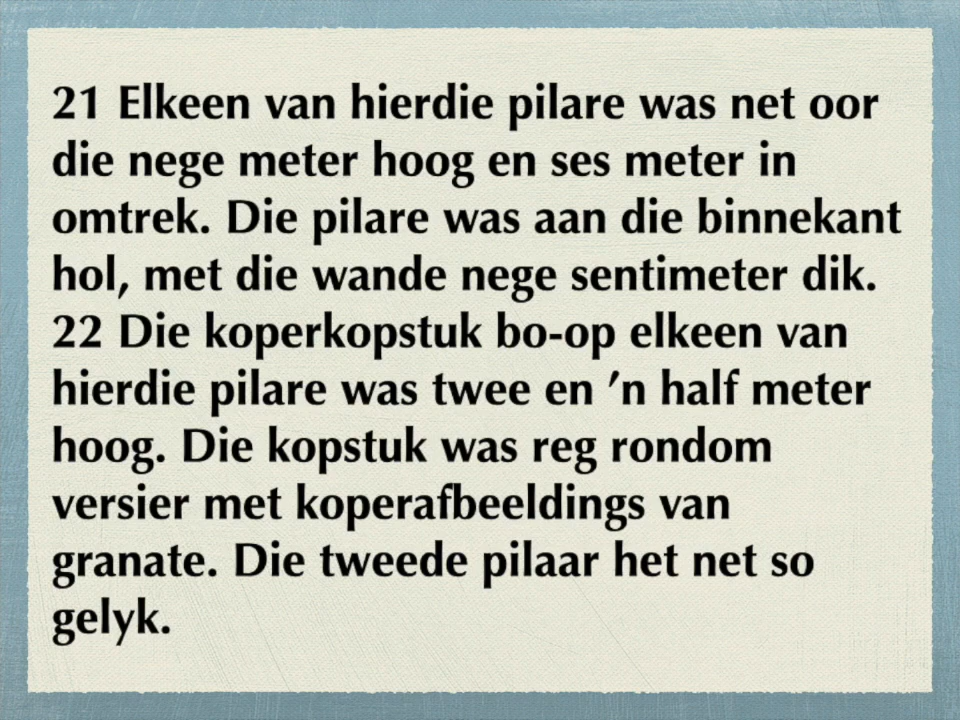 21 Elkeen van hierdie pilare was net oor
die nege meter hoog en ses meter in
omtrek. Die pilare was aan die binnekant
hol, met die wande nege sentimeter dik.
22 Die koperkopstuk bo-op elkeen van
hierdie pilare was twee en ’n half meter
hoog. Die kopstuk was reg rondom
versier met koperafbeeldings van
granate. Die tweede pilaar het net so
gelyk.